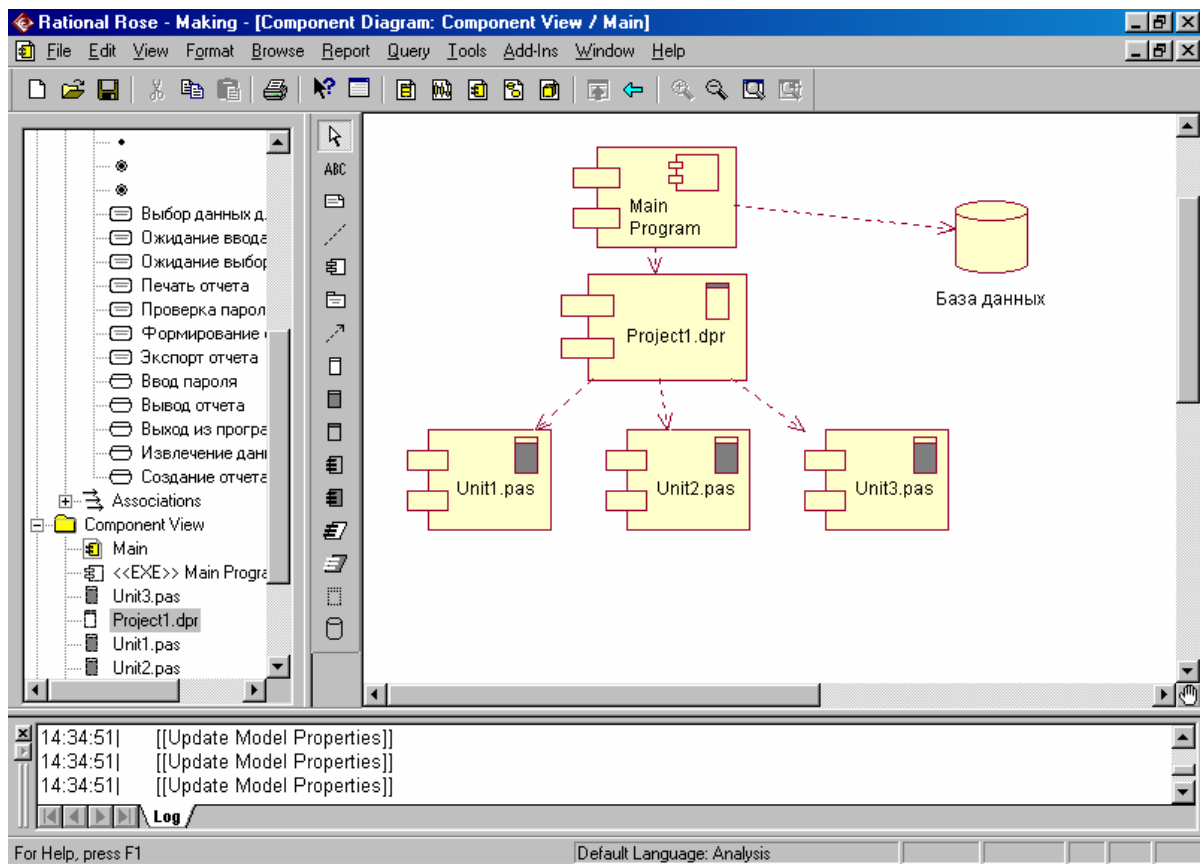 Rational Rose - Making - [Component Diagram: Component View / Main]
File Edit View Format Browse Report Query Tools Add-Ins Window Help
ABC
Выбор данных д.
Ожидание ввода
Ожидание выбор
Печать отчета
Проверка парол
Формирование
Экспорт отчета
Ввод пароля
Вывод отчета
Выход из програ
Извлечение данн
Создание отчета
Associations
Component View
Main
<<EXE>> Main Progra
Unit3.pas
Project1.dpr
Unit1.pas
Unit2.pas
Main
Program
База данных
Project1.dpr
Unit1.pas
Unit2.pas
Unit3.pas
14:34:51| [[Update Model Properties]]
14:34:51| [[Update Model Properties]]
14:34:51| [[Update Model Properties]]
Log
For Help, press F1
Default Language: Analysis